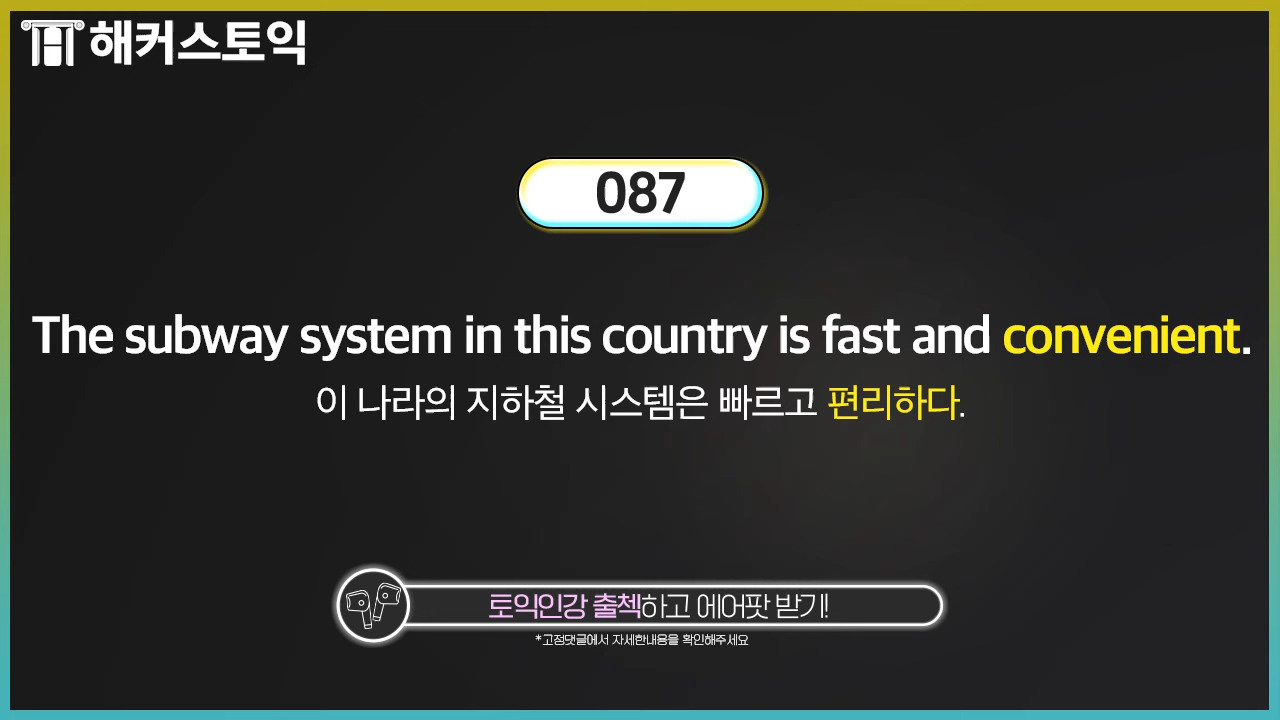 해커스토익
087
The subway system in this country is fast and convenient.
이 나라의 지하철 시스템은 빠르고 편리하다.
토익인강 출첵하고 에어팟 받기!
*고정댓글에서 자세한내용을 확인해주세요